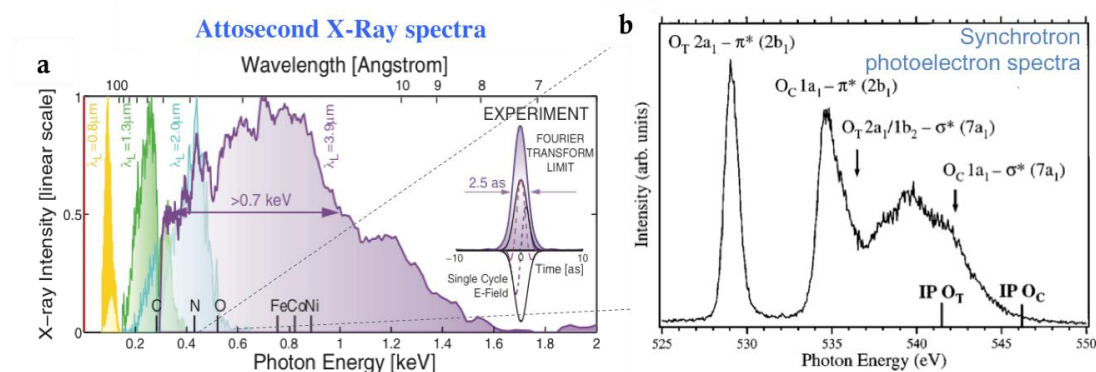 Attosecond X-Ray spectra
a
Wavelength [Angstrom]
100 10 9 8 7
X-ray Intensity [linear scale]
1
0.5
0
λL=0.8μm
λL=1.3μm
λL=2.0μm
λL=3.9μm
>0.7 keV
EXPERIMENT
FOURIER
TRANSFORM
LIMIT
2.5 as
-10 0 10
Time [as]
Single Cycle
E-Field
C N O Fe Co Ni
0.2 0.4 0.6 0.8 1 1.2 1.4 1.6 1.8 2
Photon Energy [keV]
b
Synchrotron
photoelectron spectra
OT 2a1 – π* (2b1)
OC 1a1 – π* (2b1)
OT 2a1/1b2 – σ* (7a1)
OC 1a1 – σ* (7a1)
Intensity (arb. units)
IP OT IP OC
525 530 535 540 545 550
Photon Energy (eV)